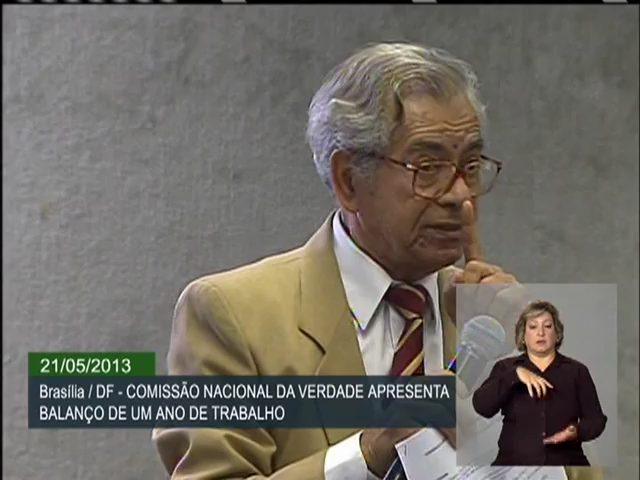 21/05/2013
Brasília / DF - COMISSÃO NACIONAL DA VERDADE APRESENTA
BALANÇO DE UM ANO DE TRABALHO